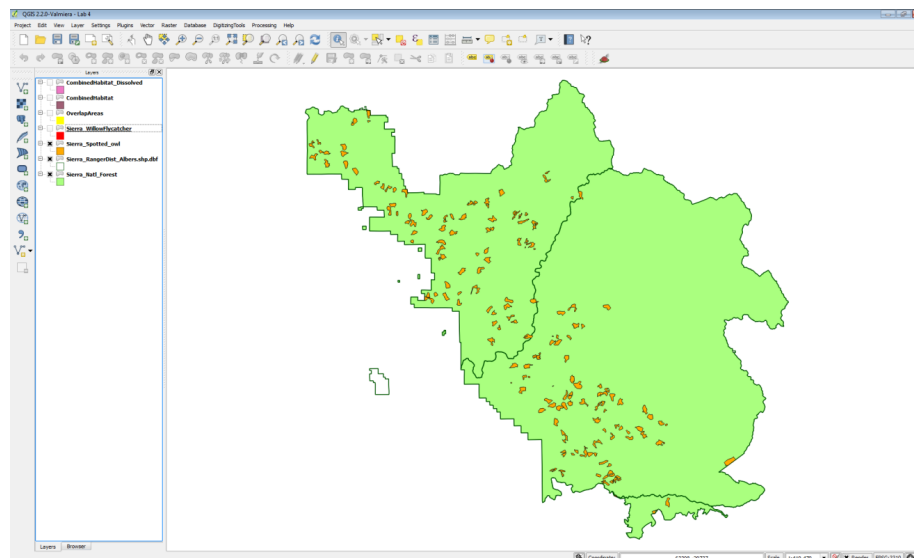 QGIS 2.2.0-Valmiera - Lab 4
Project Edit View Layer Settings Plugins Vector Raster Database DigitizingTools Processing Help
Layers
CombinedHabitat_Dissolved
CombinedHabitat
OverlapAreas
Sierra_WillowFlycatcher
Sierra_Spotted_owl
Sierra_RangerDist_Albers.shp.dbf
Sierra_Natl_Forest
Layers Browser
Coordinate: Scale Render